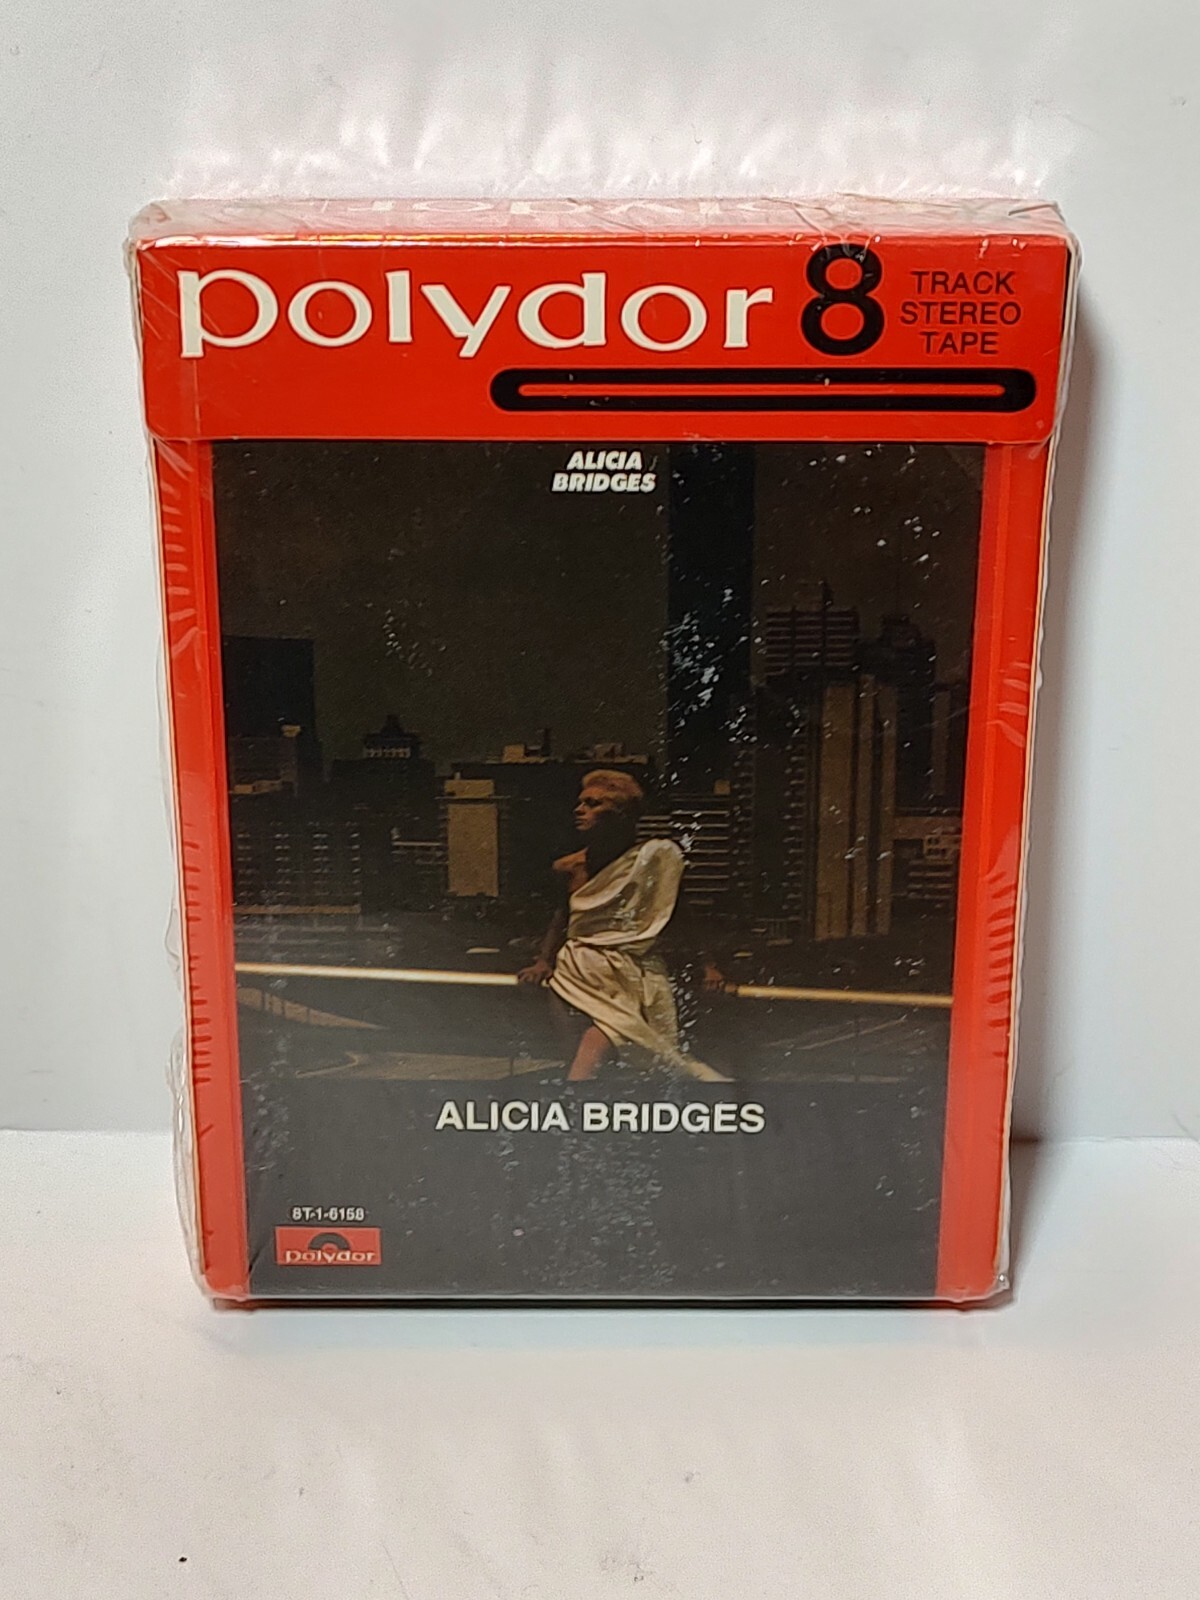 polydor 8 TRACK
STEREO
TAPE
ALICIA
BRIDGES
ALICIA BRIDGES
8T-1-6158
polydor